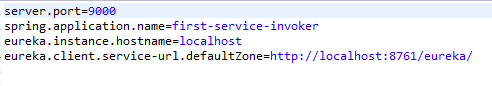 server.port=9000
spring.application.name=first-service-invoker
eureka.instance.hostname=localhost
eureka.client.service-url.defaultZone=http://localhost:8761/eureka/